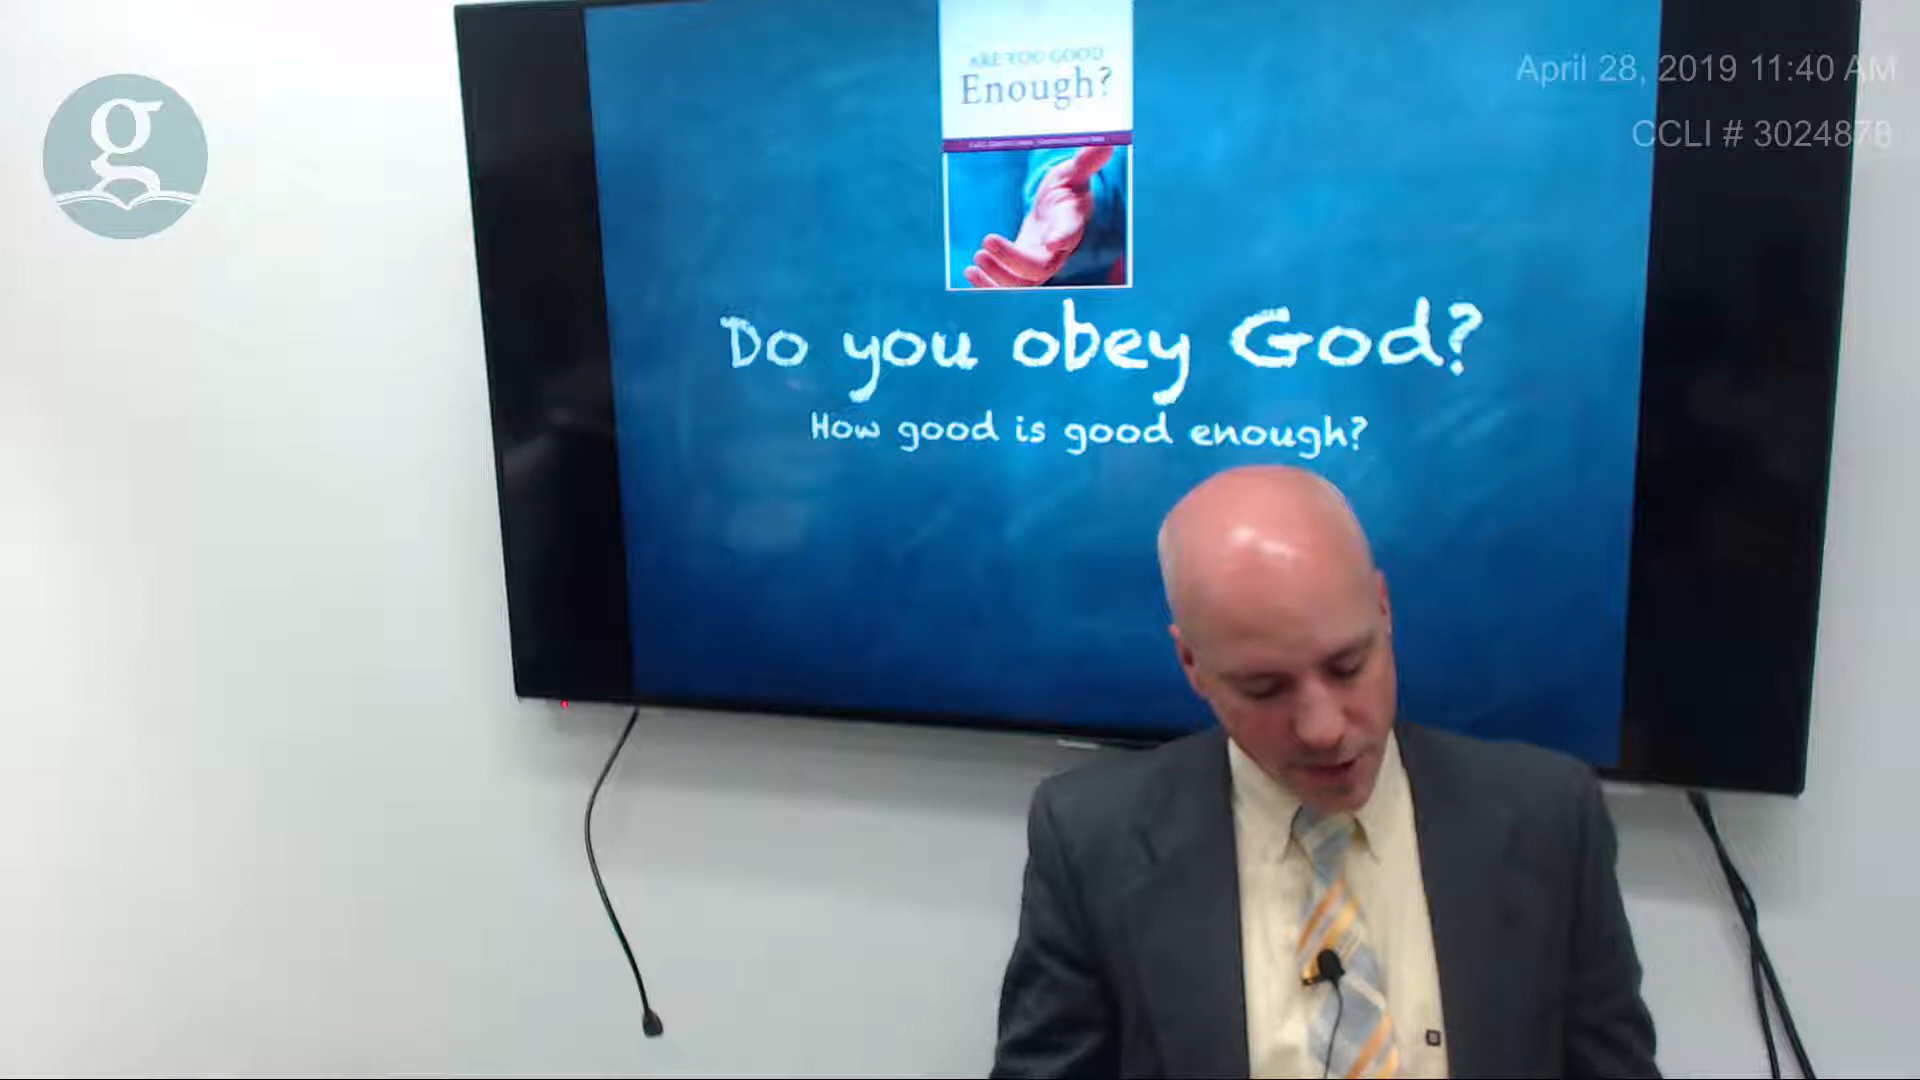 g
April 28, 2019 11:40 AM
CCLI # 3024878
ARE YOU GOOD
Enough?
Do you obey God?
How good is good enough?